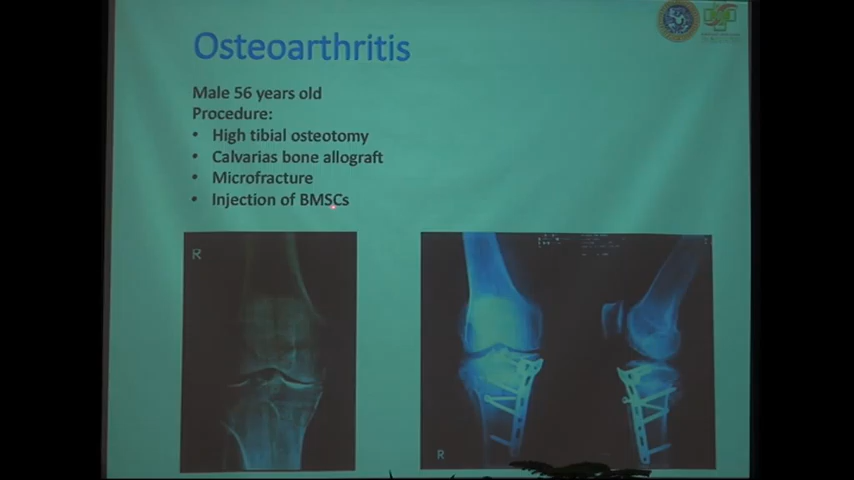 Osteoarthritis
Male 56 years old
Procedure:
• High tibial osteotomy
• Calvarias bone allograft
• Microfracture
• Injection of BMSCs
R
R